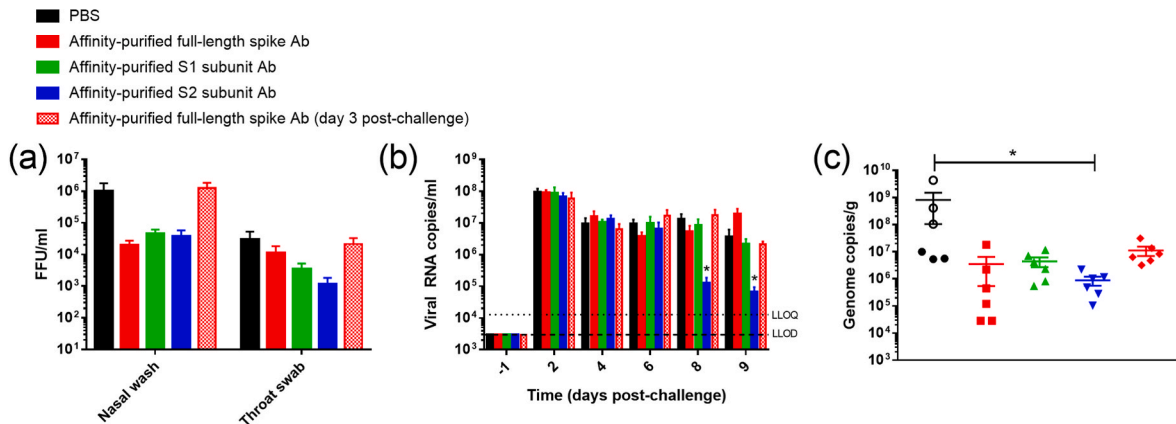 PBS
Affinity-purified full-length spike Ab
Affinity-purified S1 subunit Ab
Affinity-purified S2 subunit Ab
Affinity-purified full-length spike Ab (day 3 post-challenge)
(a)
FFU/ml
10⁷
10⁶
10⁵
10⁴
10³
10²
10¹
Nasal wash
Throat swab
(b)
Viral RNA copies/ml
10⁹
10⁸
10⁷
10⁶
10⁵
10⁴
10³
*
*
LLOQ
LLOD
-1
2
4
6
8
9
Time (days post-challenge)
(c)
Genome copies/g
10¹⁰
10⁹
10⁸
10⁷
10⁶
10⁵
10⁴
10³
*